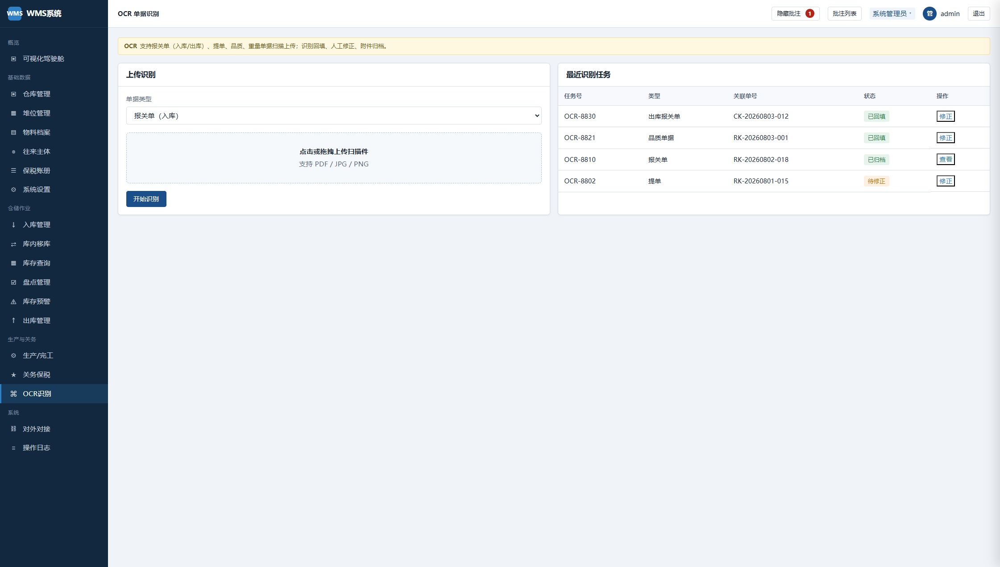 WMS WMS系统
概览
可视化驾驶舱
基础数据
仓库管理
堆位管理
物料档案
往来主体
保税账册
系统设置
仓储作业
入库管理
库内移库
库存查询
盘点管理
库存预警
出库管理
生产与关务
生产/完工
关务保税
OCR识别
系统
对外对接
操作日志
OCR 单据识别
隐藏批注 1 批注列表 系统管理员 管 admin 退出
OCR 支持报关单（入库/出库）、提单、品质、重量单据扫描上传；识别回填、人工修正、附件归档。
上传识别
单据类型
报关单（入库）
点击或拖拽上传扫描件
支持 PDF / JPG / PNG
开始识别
最近识别任务
任务号 类型 关联单号 状态 操作
OCR-8830 出库报关单 CK-20260803-012 已回填 修正
OCR-8821 品质单据 RK-20260803-001 已回填 修正
OCR-8810 报关单 RK-20260802-018 已归档 查看
OCR-8802 提单 RK-20260801-015 待修正 修正